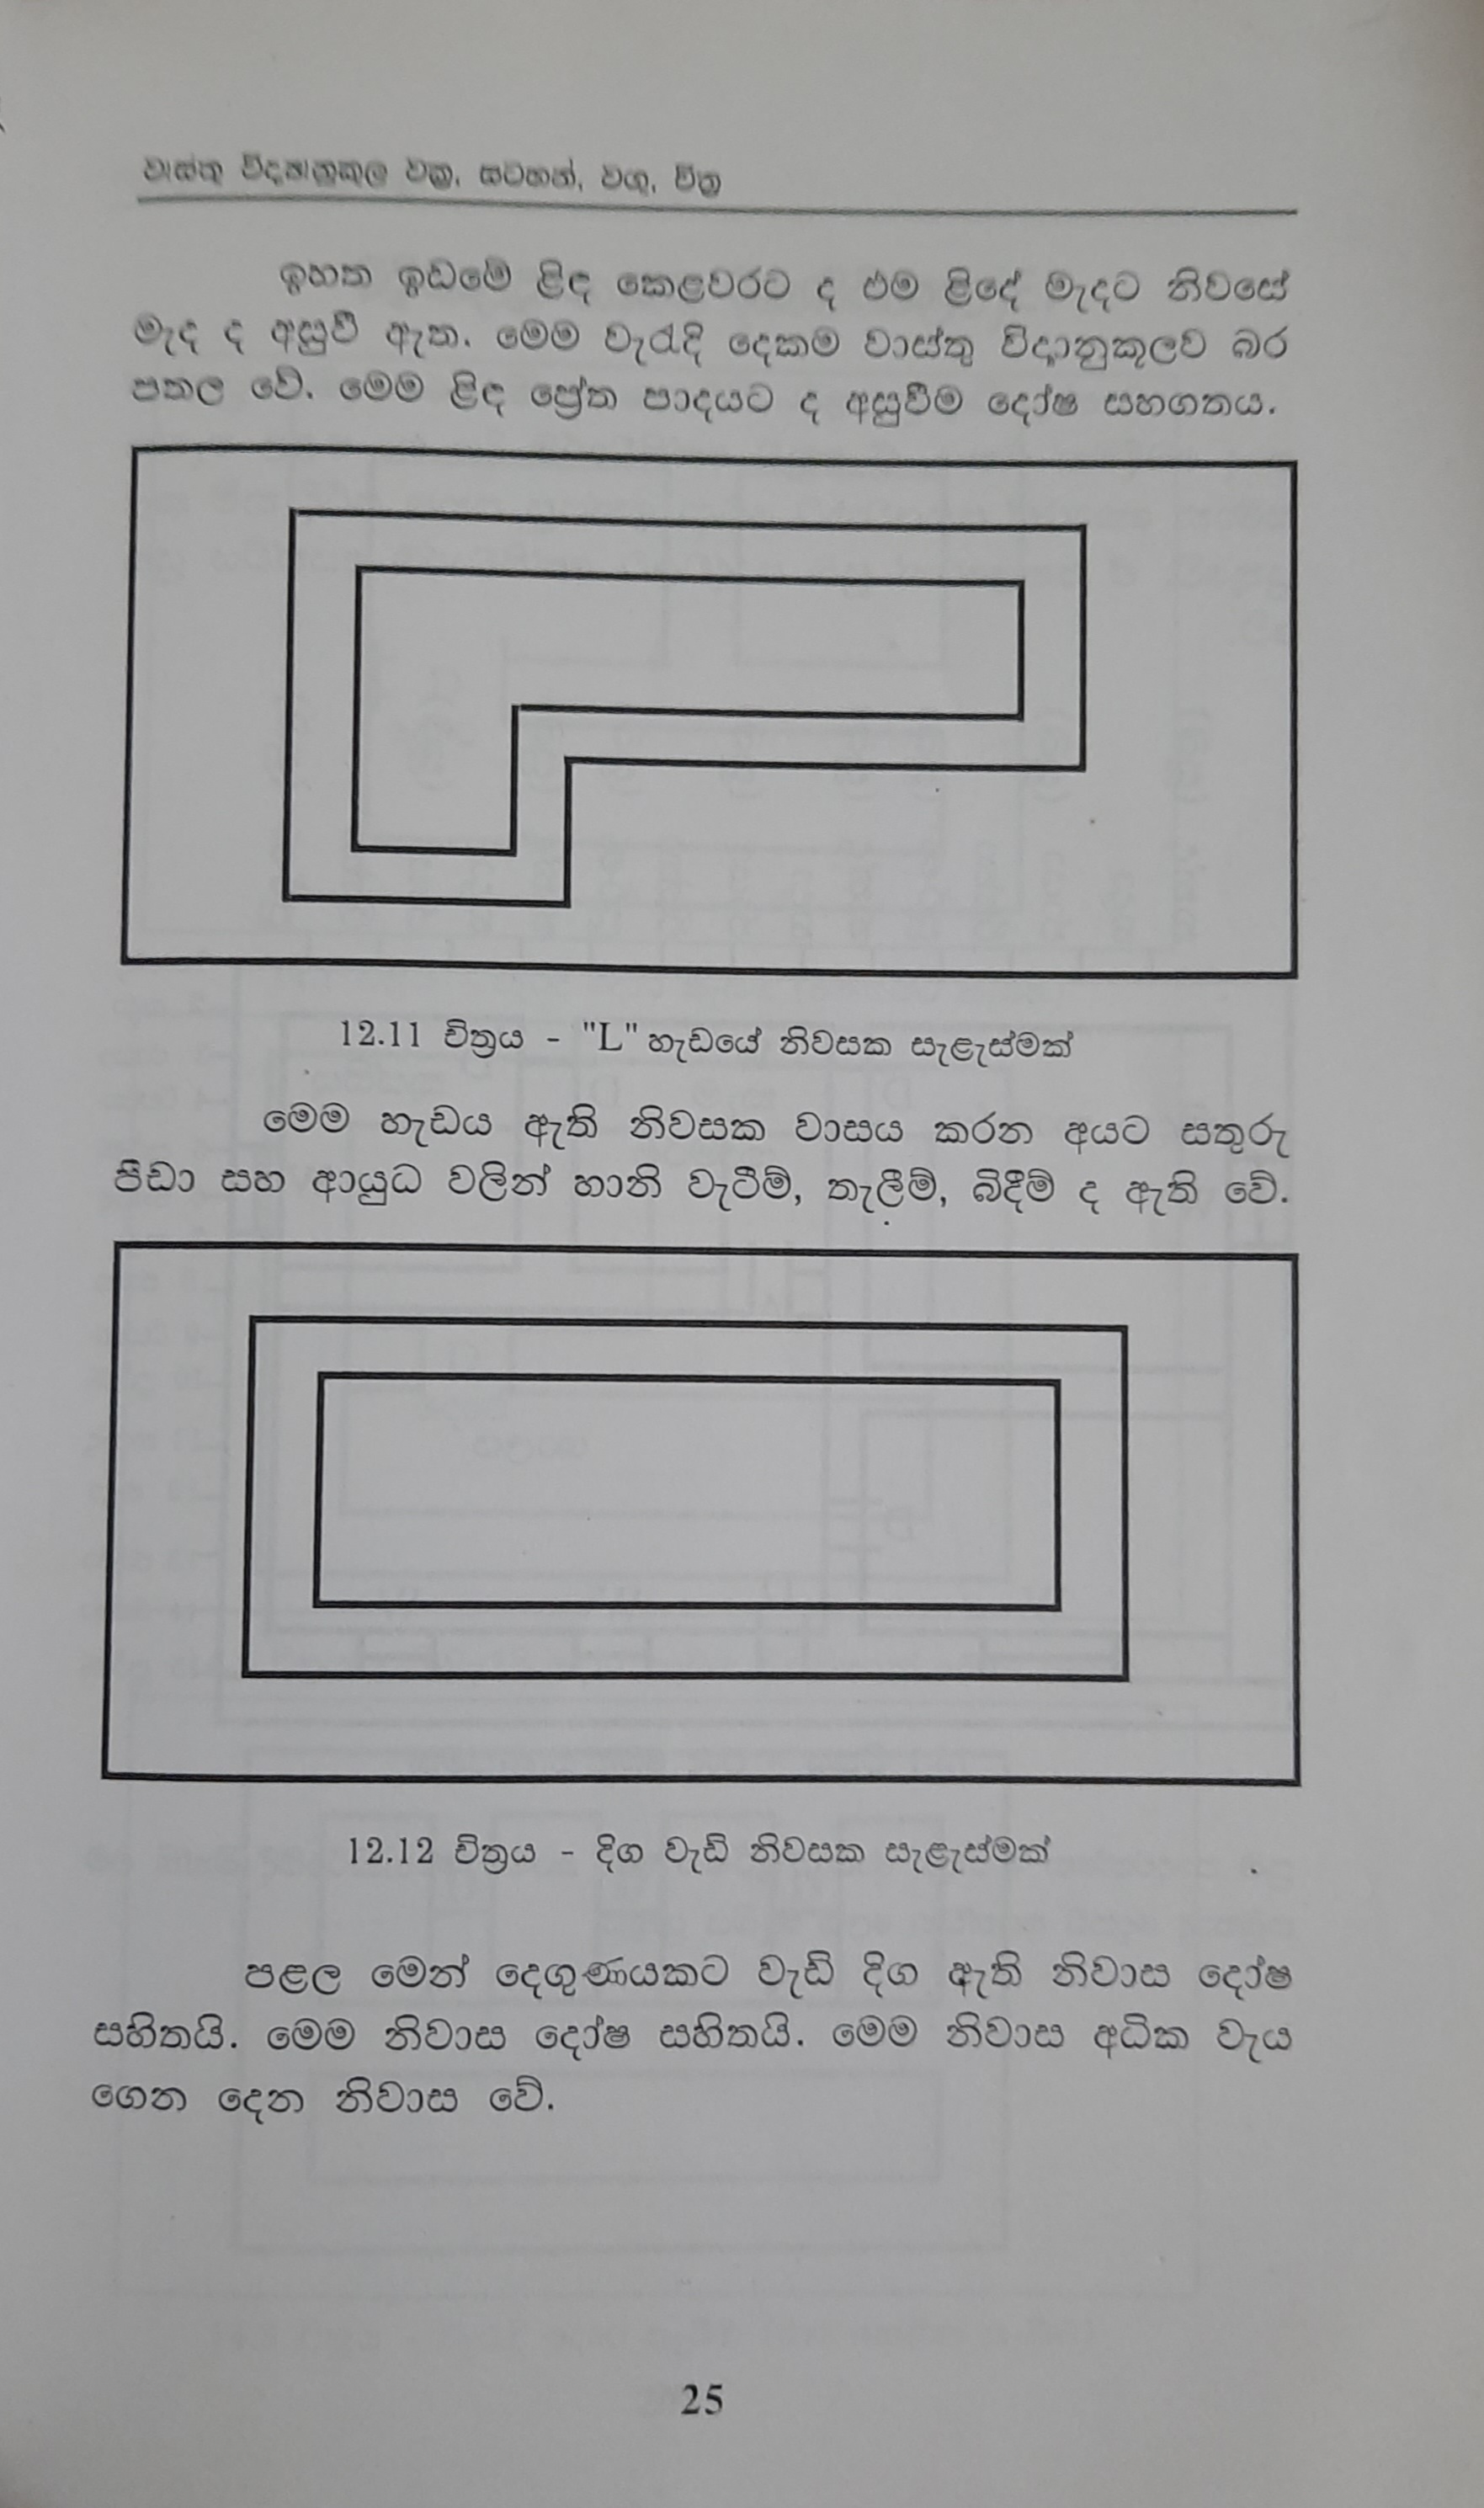 වාස්තු විද්‍යානුකූල චක්‍ර, සටහන්, වගු, චිත්‍ර
ඉහත ඉඩමේ ළිඳ කෙළවරට ද එම ළිදේ මැදට නිවසේ
මැද ද අසුවී ඇත. මෙම වැරැදි දෙකම වාස්තු විද්‍යානුකූලව බර
පතල වේ. මෙම ළිඳ ප්‍රේත පාදයට ද අසුවීම දෝෂ සහගතය.
12.11 චිත්‍රය - "L" හැඩයේ නිවසක සැළැස්මක්
මෙම හැඩය ඇති නිවසක වාසය කරන අයට සතුරු
පීඩා සහ ආයුධ වලින් හානි වැටීම්, තැලීම්, බිඳීම් ද ඇති වේ.
12.12 චිත්‍රය - දිග වැඩි නිවසක සැළැස්මක්
පළල මෙන් දෙගුණයකට වැඩි දිග ඇති නිවාස දෝෂ
සහිතයි. මෙම නිවාස දෝෂ සහිතයි. මෙම නිවාස අධික වැය
ගෙන දෙන නිවාස වේ.
25